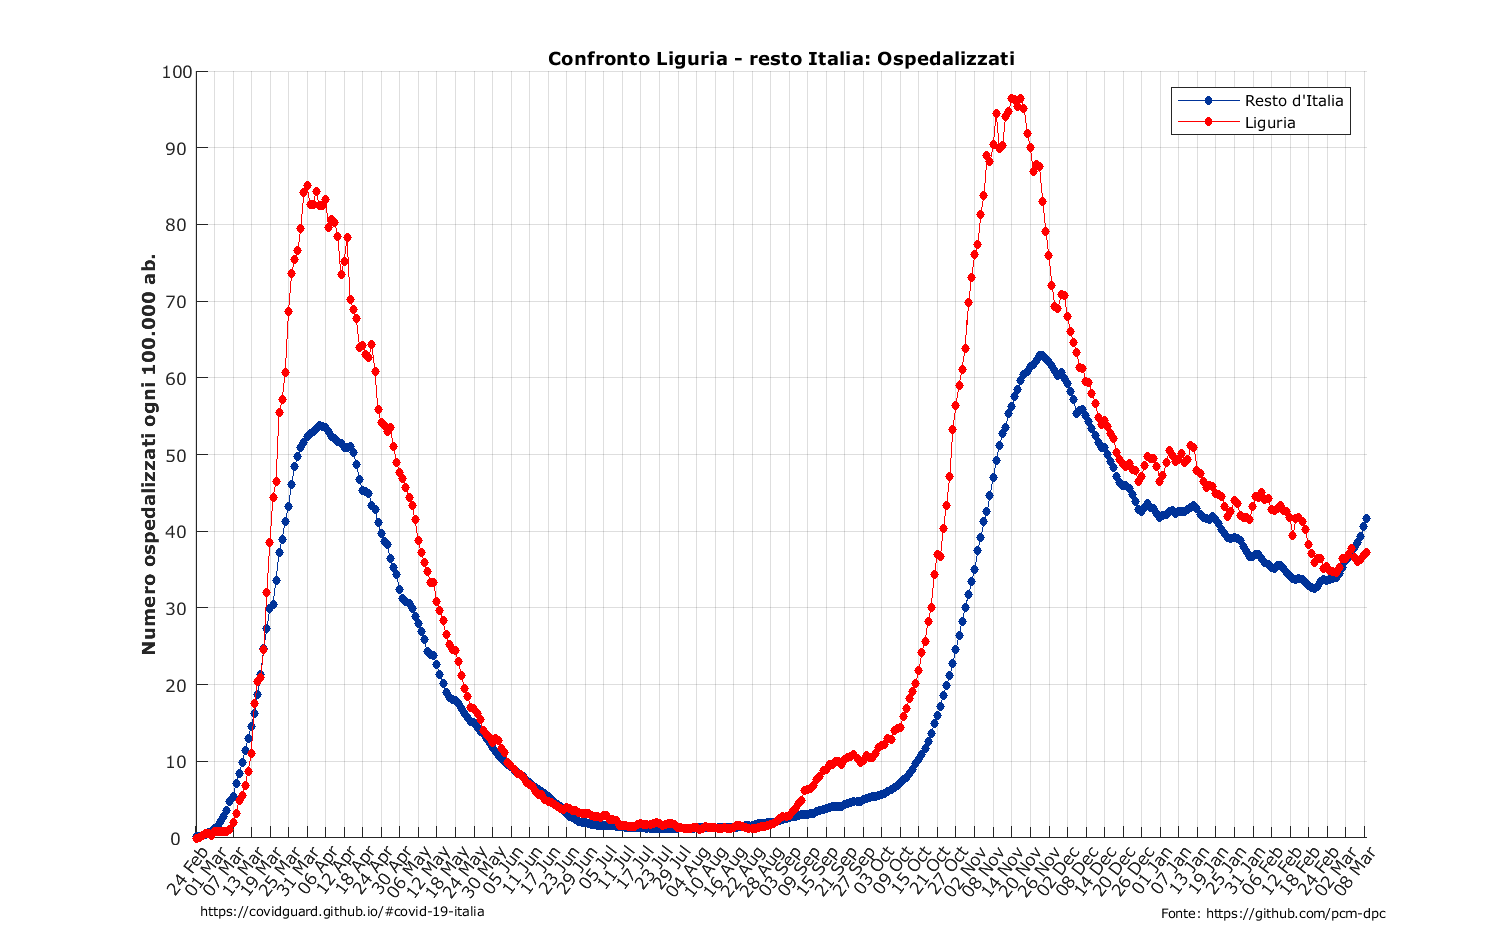 Confronto Liguria - resto Italia: Ospedalizzati
Resto d'Italia
Liguria
Numero ospedalizzati ogni 100.000 ab.
100
90
80
70
60
50
40
30
20
10
0
24 Feb
01 Mar
07 Mar
13 Mar
19 Mar
25 Mar
31 Mar
06 Apr
12 Apr
18 Apr
24 Apr
30 Apr
06 May
12 May
18 May
24 May
30 May
05 Jun
11 Jun
17 Jun
23 Jun
29 Jun
05 Jul
11 Jul
17 Jul
23 Jul
29 Jul
04 Aug
10 Aug
16 Aug
22 Aug
28 Aug
03 Sep
09 Sep
15 Sep
21 Sep
27 Sep
03 Oct
09 Oct
15 Oct
21 Oct
27 Oct
02 Nov
08 Nov
14 Nov
20 Nov
26 Nov
02 Dec
08 Dec
14 Dec
20 Dec
26 Dec
01 Jan
07 Jan
13 Jan
19 Jan
25 Jan
31 Jan
06 Feb
12 Feb
18 Feb
24 Feb
02 Mar
08 Mar
https://covidguard.github.io/#covid-19-italia
Fonte: https://github.com/pcm-dpc